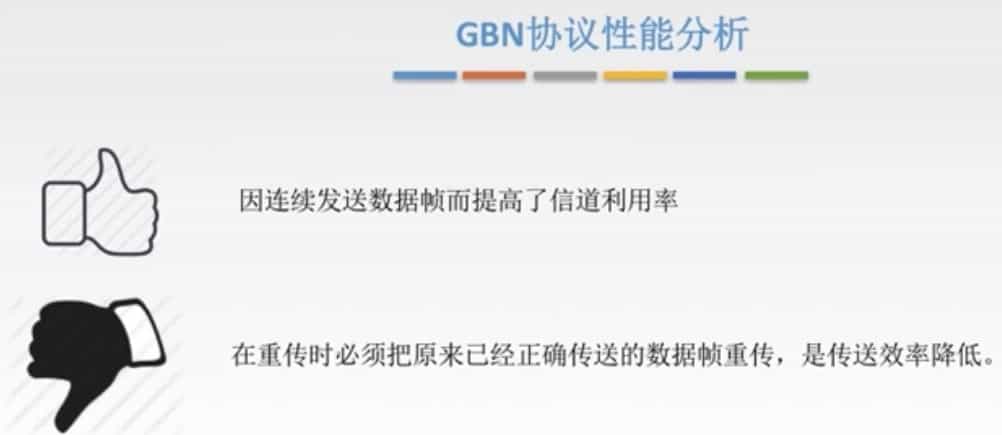 GBN协议性能分析
因连续发送数据帧而提高了信道利用率
在重传时必须把原来已经正确传送的数据帧重传，是传送效率降低。